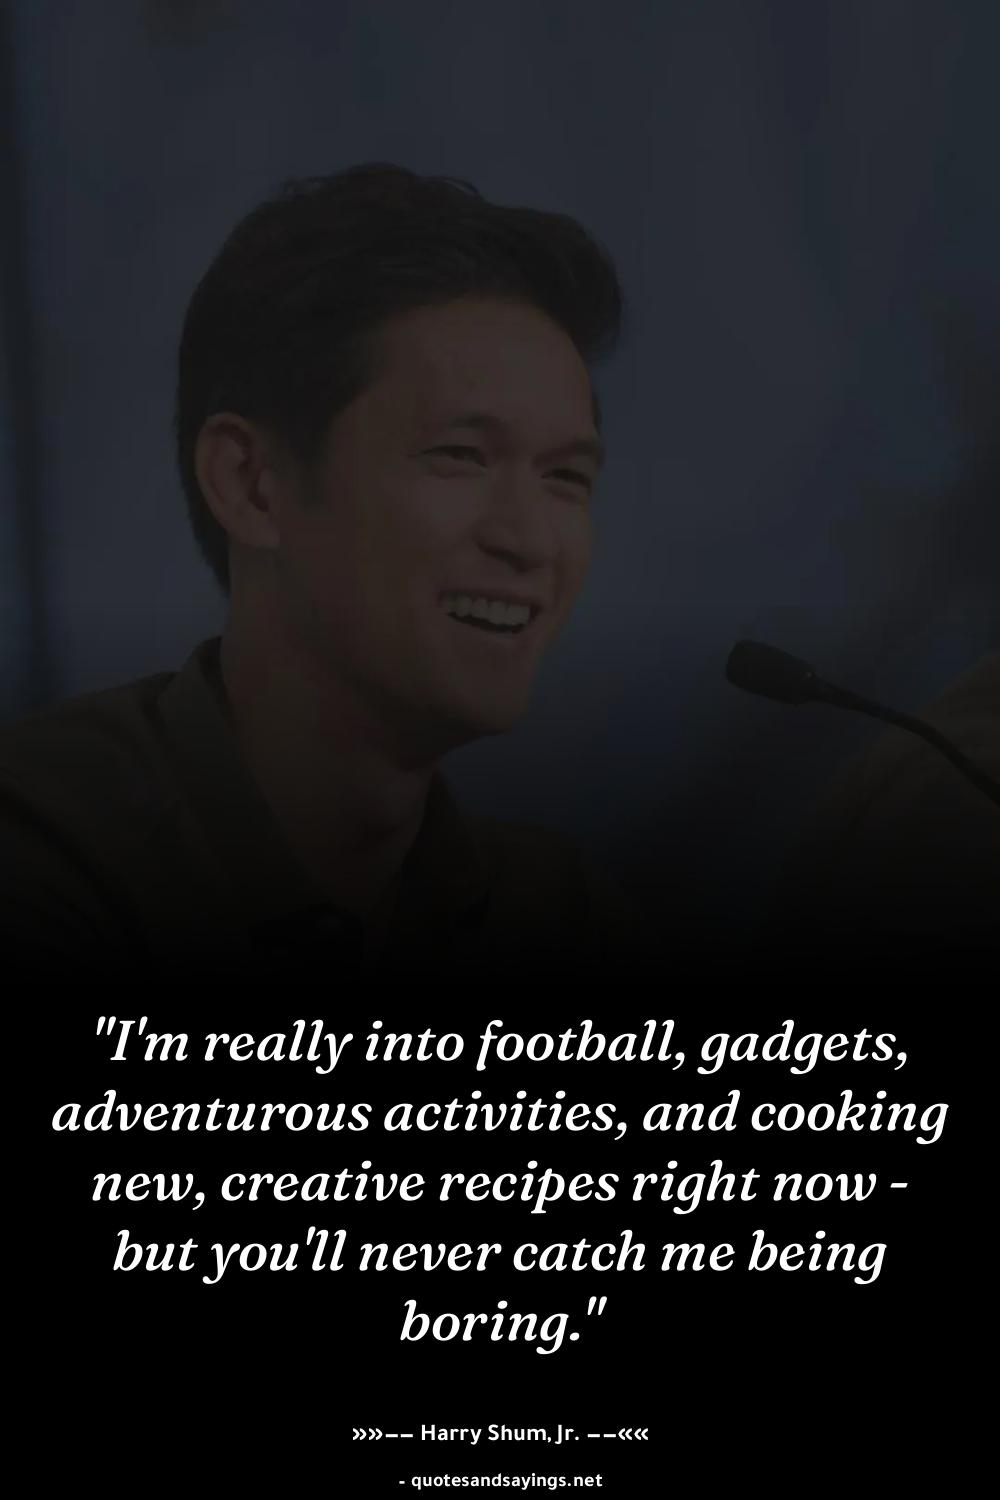 "I'm really into football, gadgets,
adventurous activities, and cooking
new, creative recipes right now -
but you'll never catch me being
boring."
»»−− Harry Shum, Jr. −−««
- quotesandsayings.net